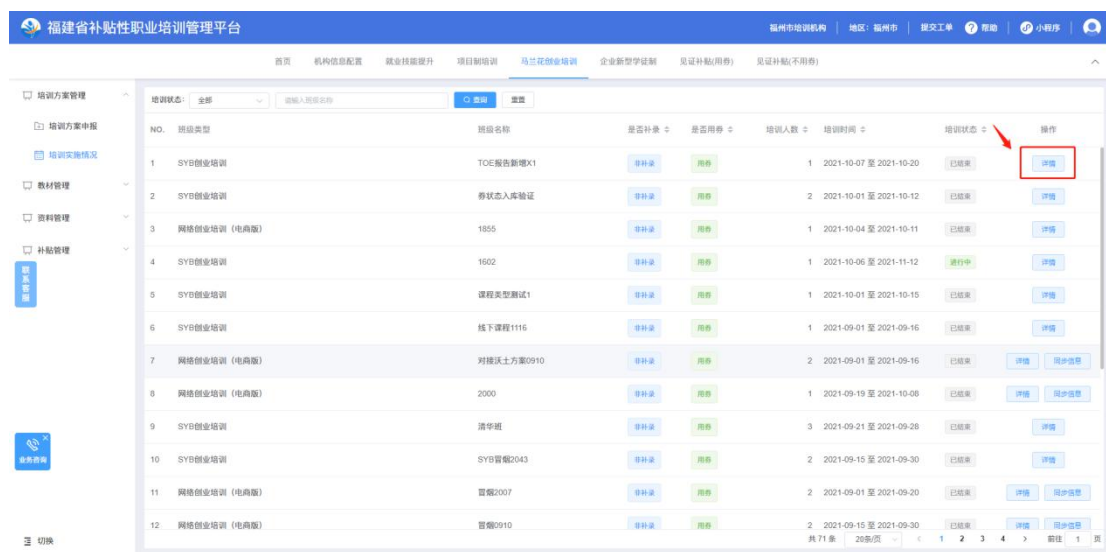 福建省补贴性职业培训管理平台 福州市培训机构 地区：福州市 提交工单 帮助 小程序
首页 机构信息配置 就业技能提升 项目制培训 马兰花创业培训 企业新型学徒制 见证补贴(用券) 见证补贴(不用券)
培训方案管理
培训方案申报
培训实施情况
教材管理
资料管理
补贴管理
联系客服
业务咨询
切换
培训状态： 全部 请输入班级名称 查询 重置
NO. 班级类型 班级名称 是否补录 是否用券 培训人数 培训时间 培训状态 操作
1 SYB创业培训 TOE报告新增X1 非补录 用券 1 2021-10-07 至 2021-10-20 已结束 详情
2 SYB创业培训 券状态入库验证 非补录 用券 2 2021-10-01 至 2021-10-12 已结束 详情
3 网络创业培训（电商版） 1855 非补录 用券 1 2021-10-04 至 2021-10-11 已结束 详情
4 SYB创业培训 1602 非补录 用券 1 2021-10-06 至 2021-11-12 进行中 详情
5 SYB创业培训 课程类型测试1 非补录 用券 1 2021-10-01 至 2021-10-15 已结束 详情
6 SYB创业培训 线下课程1116 非补录 用券 1 2021-09-01 至 2021-09-16 已结束 详情
7 网络创业培训（电商版） 对接沃土方案0910 非补录 用券 2 2021-09-01 至 2021-09-16 已结束 详情 同步信息
8 网络创业培训（电商版） 2000 非补录 用券 1 2021-09-19 至 2021-10-08 已结束 详情 同步信息
9 SYB创业培训 清华班 非补录 用券 3 2021-09-21 至 2021-09-28 已结束 详情
10 SYB创业培训 SYB冒烟2043 非补录 用券 2 2021-09-15 至 2021-09-30 已结束 详情
11 网络创业培训（电商版） 冒烟2007 非补录 用券 2 2021-09-01 至 2021-09-20 已结束 详情 同步信息
12 网络创业培训（电商版） 冒烟0910 非补录 用券 2 2021-09-15 至 2021-09-30 已结束 详情 同步信息
共 71 条 20条/页 1 2 3 4 前往 1 页